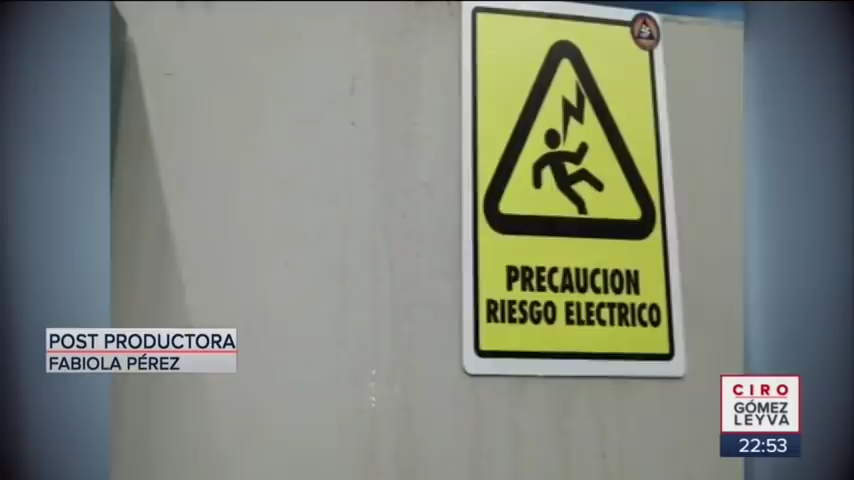 PRECAUCION
RIESGO ELECTRICO
POST PRODUCTORA
FABIOLA PÉREZ
CIRO
GÓMEZ
LEYVA
22:53